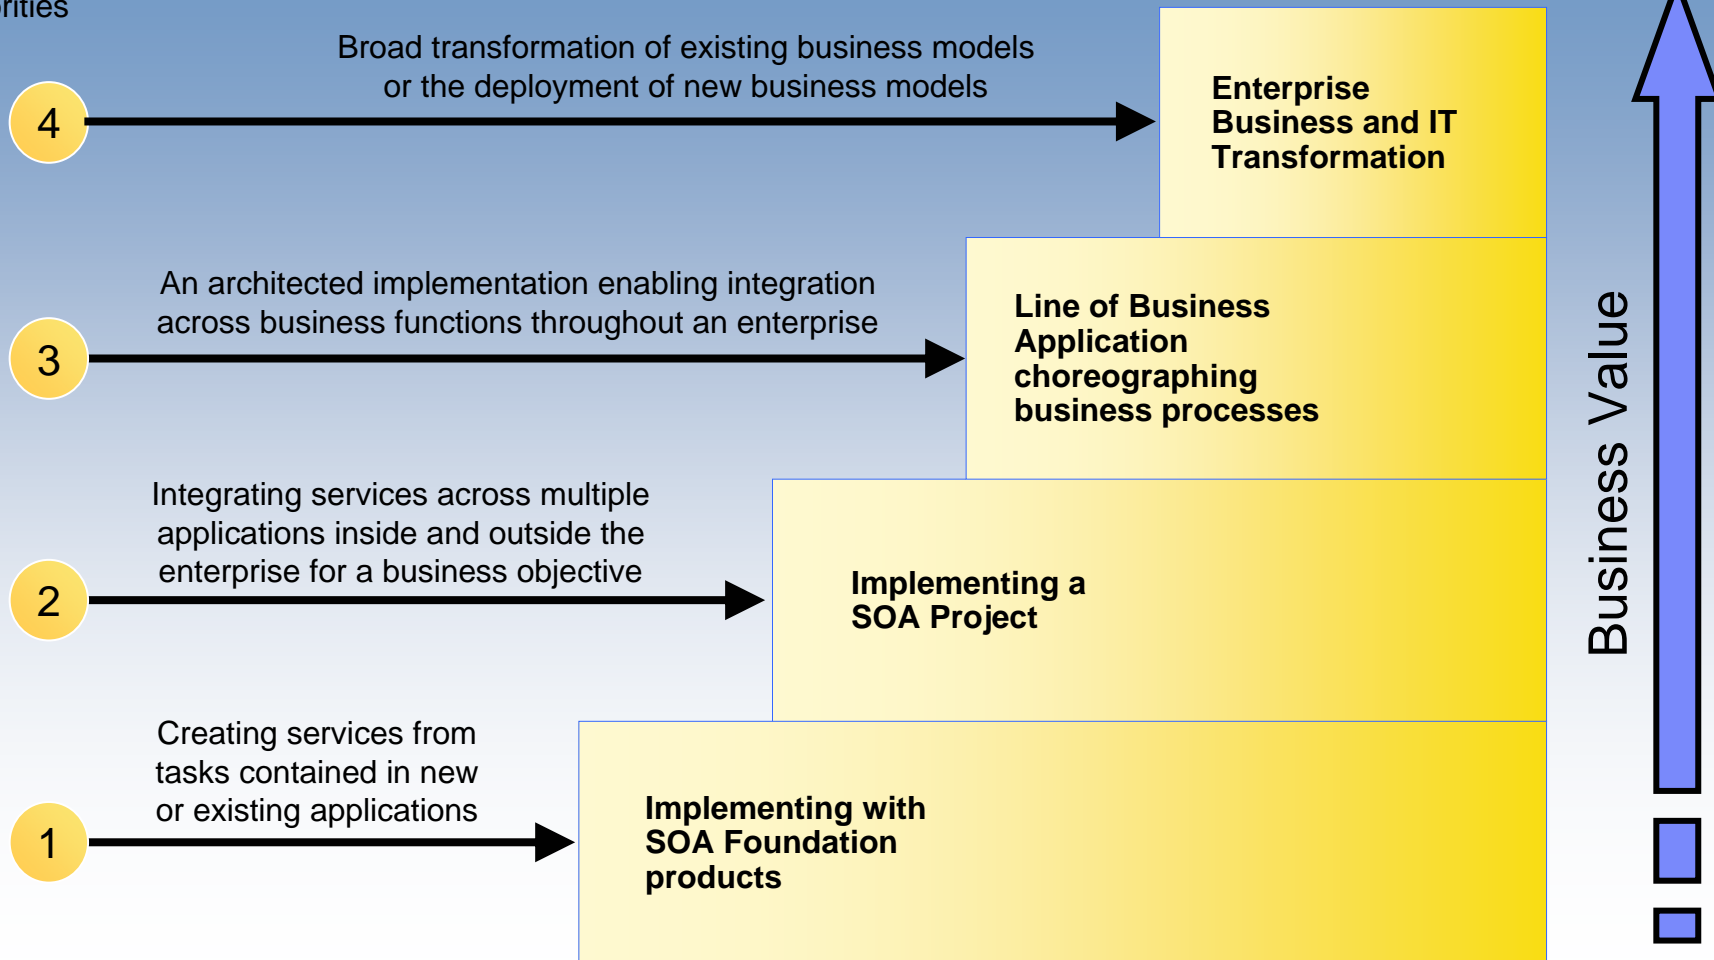 Broad transformation of existing business models
or the deployment of new business models
4
Enterprise
Business and IT
Transformation
An architected implementation enabling integration
across business functions throughout an enterprise
3
Line of Business
Application
choreographing
business processes
Integrating services across multiple
applications inside and outside the
enterprise for a business objective
2
Implementing a
SOA Project
Creating services from
tasks contained in new
or existing applications
1
Implementing with
SOA Foundation
products
Business Value